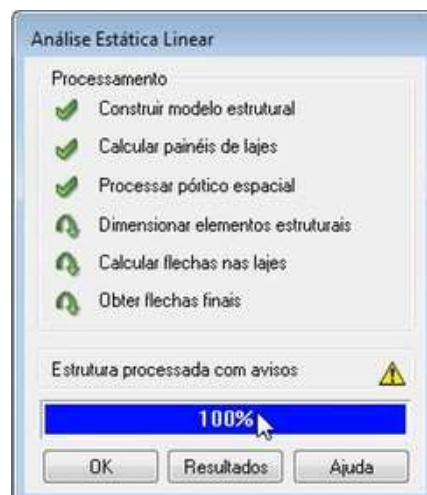 Análise Estática Linear
Processamento
Construir modelo estrutural
Calcular painéis de lajes
Processar pórtico espacial
Dimensionar elementos estruturais
Calcular flechas nas lajes
Obter flechas finais
Estrutura processada com avisos
100%
OK Resultados Ajuda